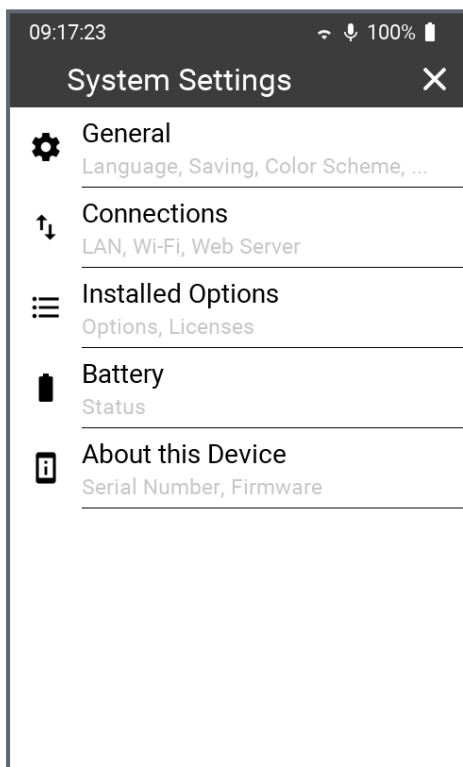 09:17:23 100%
System Settings
General
Language, Saving, Color Scheme, ...
Connections
LAN, Wi-Fi, Web Server
Installed Options
Options, Licenses
Battery
Status
About this Device
Serial Number, Firmware